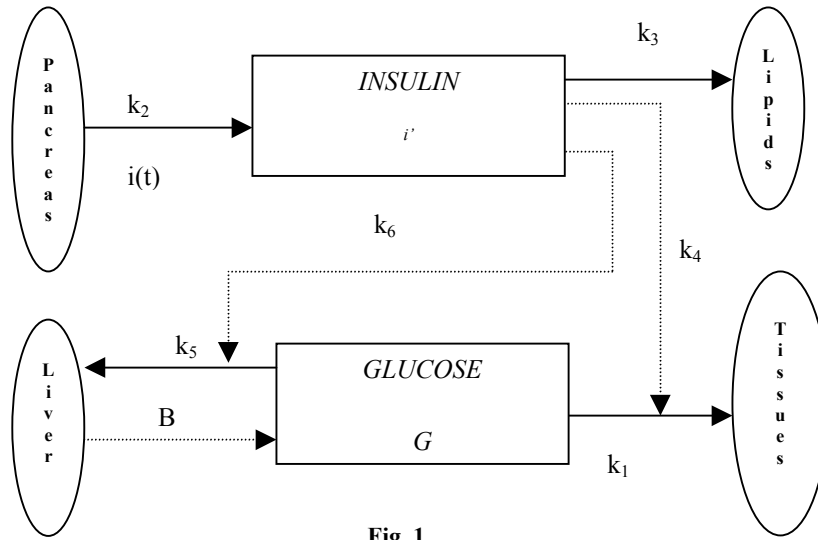 Pancreas
k2
i(t)
INSULIN
i'
k3
Lipids
k6
k4
Liver
k5
B
GLUCOSE
G
k1
Tissues
Fig. 1